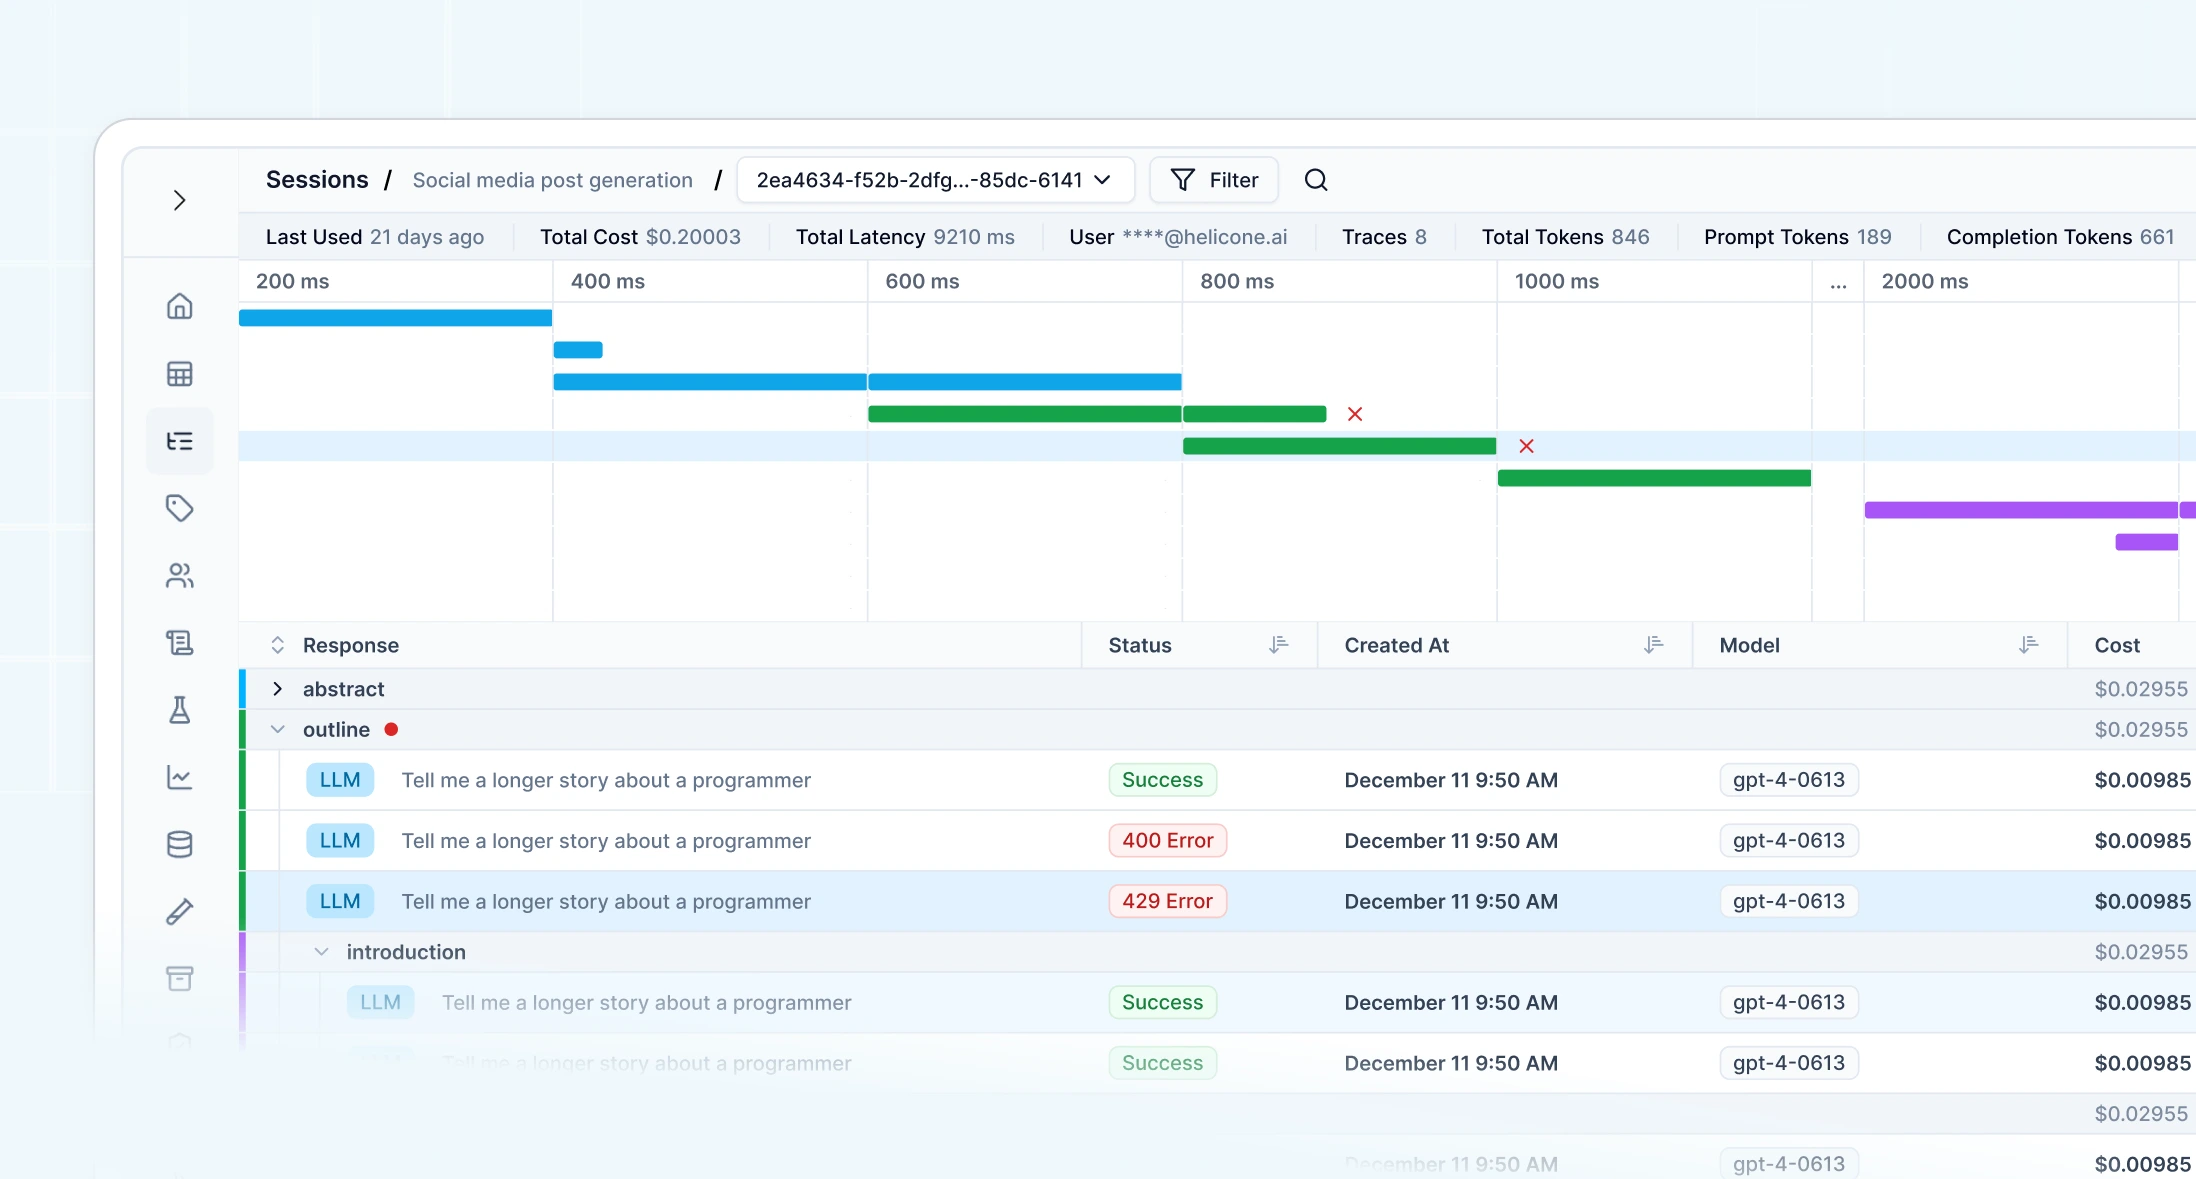 Sessions / Social media post generation / 2ea4634-f52b-2dfg...-85dc-6141 Filter
Last Used 21 days ago Total Cost $0.20003 Total Latency 9210 ms User ****@helicone.ai Traces 8 Total Tokens 846 Prompt Tokens 189 Completion Tokens 661
200 ms 400 ms 600 ms 800 ms 1000 ms ... 2000 ms
Response Status Created At Model Cost
abstract $0.02955
outline $0.02955
LLM Tell me a longer story about a programmer Success December 11 9:50 AM gpt-4-0613 $0.00985
LLM Tell me a longer story about a programmer 400 Error December 11 9:50 AM gpt-4-0613 $0.00985
LLM Tell me a longer story about a programmer 429 Error December 11 9:50 AM gpt-4-0613 $0.00985
introduction $0.02955
LLM Tell me a longer story about a programmer Success December 11 9:50 AM gpt-4-0613 $0.00985
Tell me a longer story about a programmer Success December 11 9:50 AM gpt-4-0613 $0.00985
$0.02955
December 11 9:50 AM gpt-4-0613 $0.00985